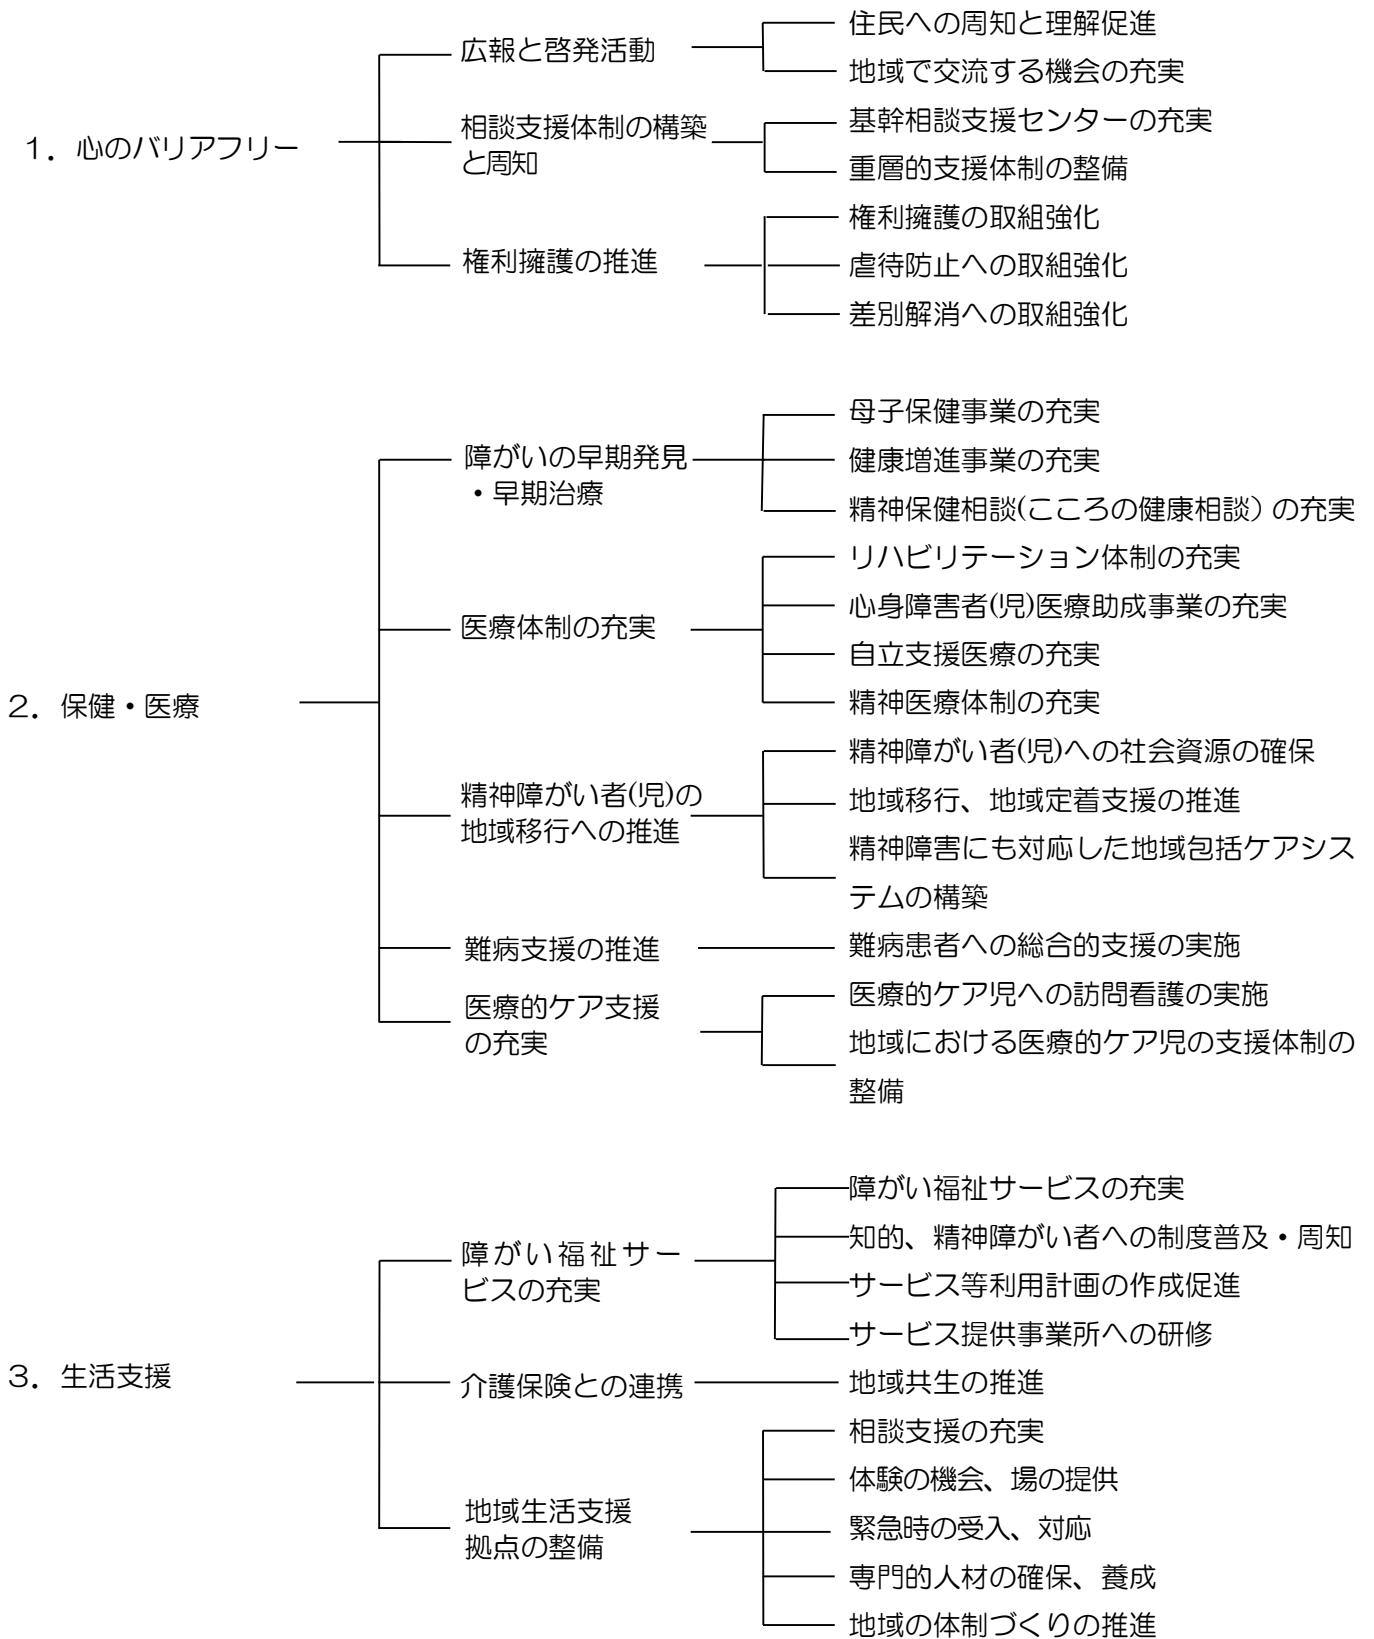 広報と啓発活動
住民への周知と理解促進
地域で交流する機会の充実
1. 心のバリアフリー
相談支援体制の構築
と周知
基幹相談支援センターの充実
重層的支援体制の整備
権利擁護の推進
権利擁護の取組強化
虐待防止への取組強化
差別解消への取組強化
障がいの早期発見
・早期治療
母子保健事業の充実
健康増進事業の充実
精神保健相談(こころの健康相談)の充実
医療体制の充実
リハビリテーション体制の充実
心身障害者(児)医療助成事業の充実
自立支援医療の充実
精神医療体制の充実
2. 保健・医療
精神障がい者(児)の
地域移行への推進
精神障がい者(児)への社会資源の確保
地域移行、地域定着支援の推進
精神障害にも対応した地域包括ケアシス
テムの構築
難病支援の推進
難病患者への総合的支援の実施
医療的ケア支援
の充実
医療的ケア児への訪問看護の実施
地域における医療的ケア児の支援体制の
整備
障がい福祉サー
ビスの充実
障がい福祉サービスの充実
知的、精神障がい者への制度普及・周知
サービス等利用計画の作成促進
サービス提供事業所への研修
3. 生活支援
介護保険との連携
地域共生の推進
地域生活支援
拠点の整備
相談支援の充実
体験の機会、場の提供
緊急時の受入、対応
専門的人材の確保、養成
地域の体制づくりの推進